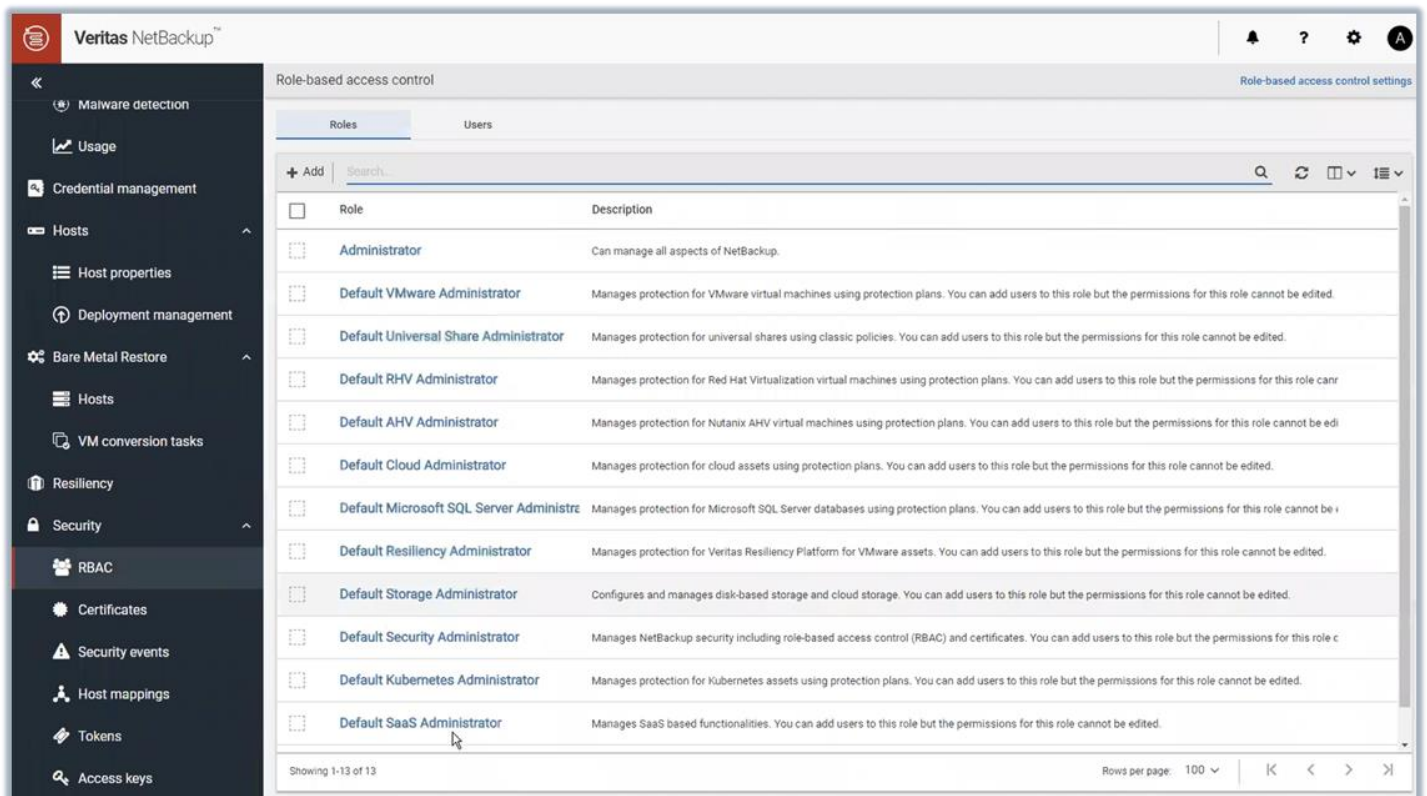 Veritas NetBackup™
Role-based access control
Role-based access control settings
Malware detection
Usage
Credential management
Hosts
Host properties
Deployment management
Bare Metal Restore
Hosts
VM conversion tasks
Resiliency
Security
RBAC
Certificates
Security events
Host mappings
Tokens
Access keys
Roles Users
Add Search...
Role Description
Administrator Can manage all aspects of NetBackup.
Default VMware Administrator Manages protection for VMware virtual machines using protection plans. You can add users to this role but the permissions for this role cannot be edited.
Default Universal Share Administrator Manages protection for universal shares using classic policies. You can add users to this role but the permissions for this role cannot be edited.
Default RHV Administrator Manages protection for Red Hat Virtualization virtual machines using protection plans. You can add users to this role but the permissions for this role canr
Default AHV Administrator Manages protection for Nutanix AHV virtual machines using protection plans. You can add users to this role but the permissions for this role cannot be edi
Default Cloud Administrator Manages protection for cloud assets using protection plans. You can add users to this role but the permissions for this role cannot be edited.
Default Microsoft SQL Server Administra Manages protection for Microsoft SQL Server databases using protection plans. You can add users to this role but the permissions for this role cannot be
Default Resiliency Administrator Manages protection for Veritas Resiliency Platform for VMware assets. You can add users to this role but the permissions for this role cannot be edited.
Default Storage Administrator Configures and manages disk-based storage and cloud storage. You can add users to this role but the permissions for this role cannot be edited.
Default Security Administrator Manages NetBackup security including role-based access control (RBAC) and certificates. You can add users to this role but the permissions for this role c
Default Kubernetes Administrator Manages protection for Kubernetes assets using protection plans. You can add users to this role but the permissions for this role cannot be edited.
Default SaaS Administrator Manages SaaS based functionalities. You can add users to this role but the permissions for this role cannot be edited.
Showing 1-13 of 13 Rows per page: 100
A